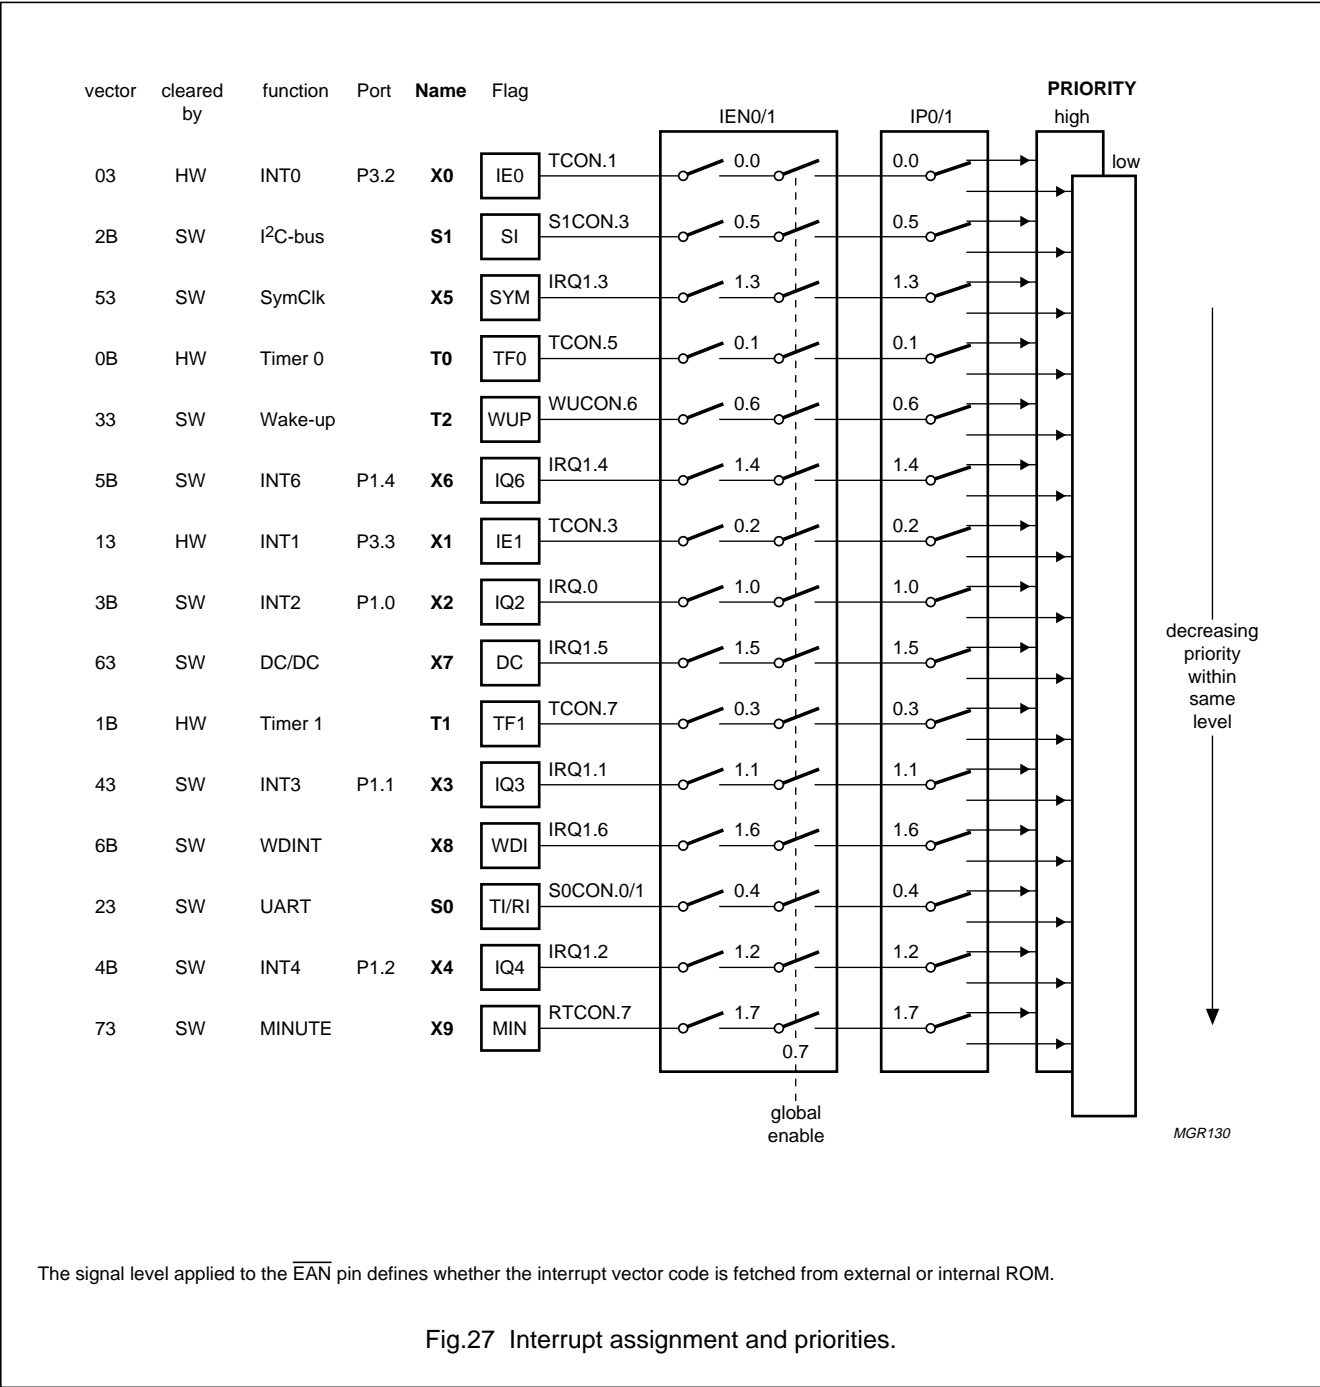 vector cleared by function Port Name Flag PRIORITY
IEN0/1 IP0/1 high
low
03 HW INT0 P3.2 X0 IE0 TCON.1 0.0 0.0
2B SW I²C-bus S1 SI S1CON.3 0.5 0.5
53 SW SymClk X5 SYM IRQ1.3 1.3 1.3
0B HW Timer 0 T0 TF0 TCON.5 0.1 0.1
33 SW Wake-up T2 WUP WUCON.6 0.6 0.6
5B SW INT6 P1.4 X6 IQ6 IRQ1.4 1.4 1.4
13 HW INT1 P3.3 X1 IE1 TCON.3 0.2 0.2
3B SW INT2 P1.0 X2 IQ2 IRQ.0 1.0 1.0
63 SW DC/DC X7 DC IRQ1.5 1.5 1.5
1B HW Timer 1 T1 TF1 TCON.7 0.3 0.3
43 SW INT3 P1.1 X3 IQ3 IRQ1.1 1.1 1.1
6B SW WDINT X8 WDI IRQ1.6 1.6 1.6
23 SW UART S0 TI/RI S0CON.0/1 0.4 0.4
4B SW INT4 P1.2 X4 IQ4 IRQ1.2 1.2 1.2
73 SW MINUTE X9 MIN RTCON.7 1.7 1.7
0.7
global
enable
decreasing
priority
within
same
level
MGR130
The signal level applied to the EAN pin defines whether the interrupt vector code is fetched from external or internal ROM.
Fig.27 Interrupt assignment and priorities.